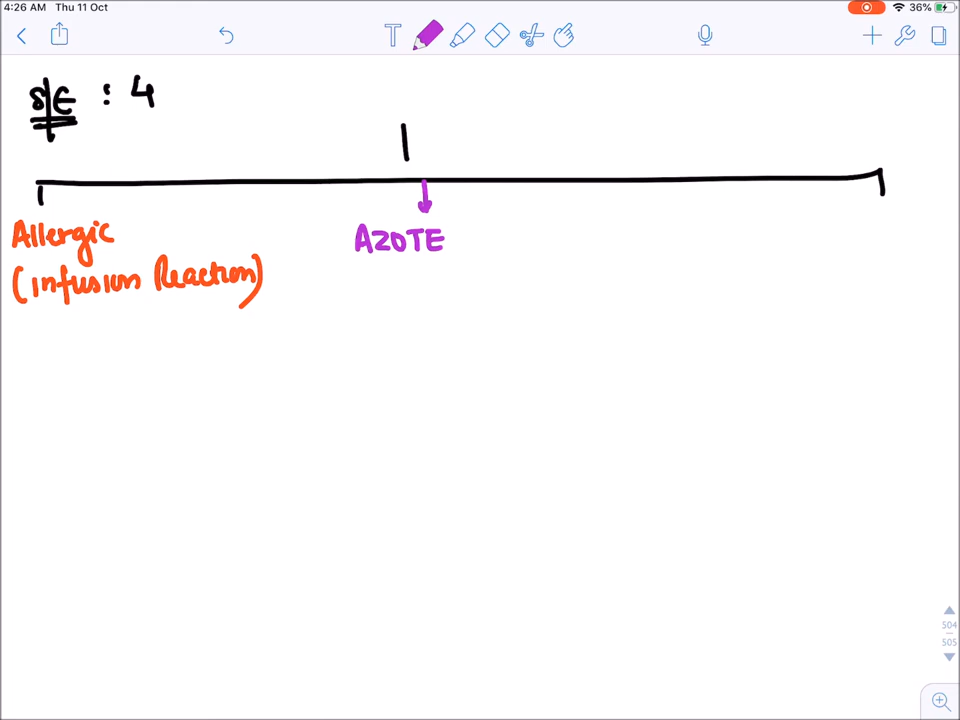 4:26 AM Thu 11 Oct 36%
T
S/E : 4
Allergic
(Infusion Reaction)
AZOTE
504
505